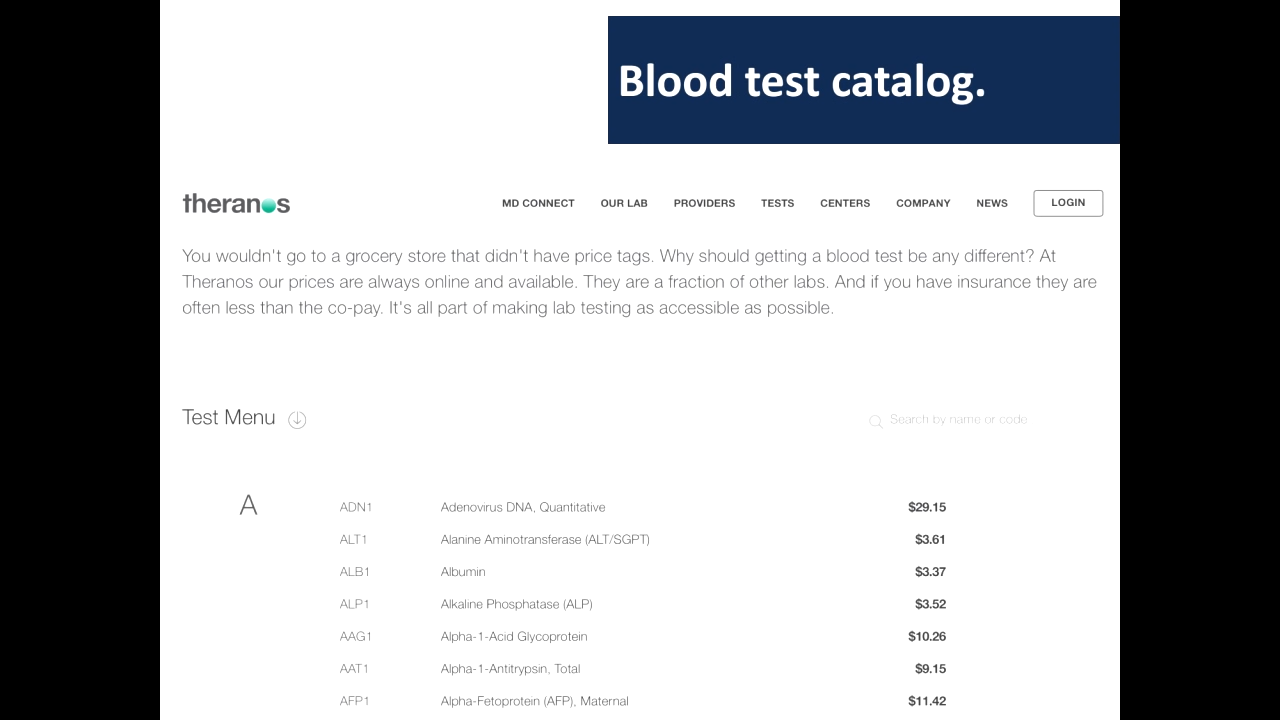 Blood test catalog.
theranos
MD CONNECT OUR LAB PROVIDERS TESTS CENTERS COMPANY NEWS LOGIN
You wouldn't go to a grocery store that didn't have price tags. Why should getting a blood test be any different? At
Theranos our prices are always online and available. They are a fraction of other labs. And if you have insurance they are
often less than the co-pay. It's all part of making lab testing as accessible as possible.
Test Menu
Search by name or code
A
ADN1 Adenovirus DNA, Quantitative $29.15
ALT1 Alanine Aminotransferase (ALT/SGPT) $3.61
ALB1 Albumin $3.37
ALP1 Alkaline Phosphatase (ALP) $3.52
AAG1 Alpha-1-Acid Glycoprotein $10.26
AAT1 Alpha-1-Antitrypsin, Total $9.15
AFP1 Alpha-Fetoprotein (AFP), Maternal $11.42